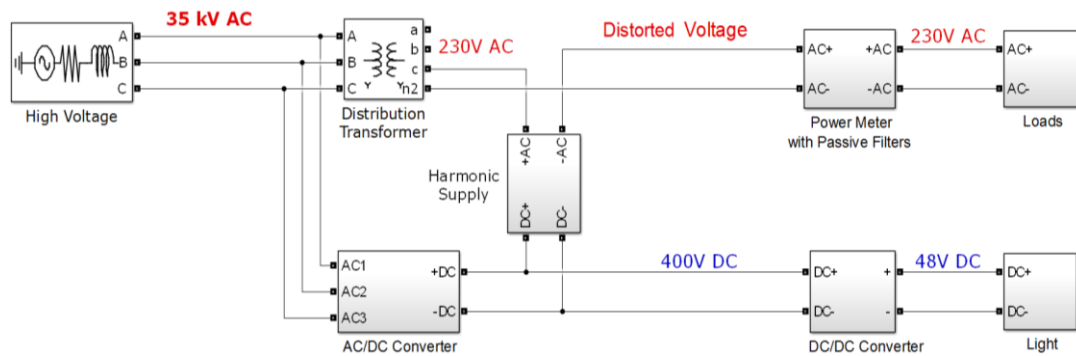 35 kV AC
A
B
C
High Voltage
A
B
C
a
b
c
n2
Y
Y
Distribution
Transformer
230V AC
Distorted Voltage
AC+
AC-
+AC
-AC
Power Meter
with Passive Filters
230V AC
AC+
AC-
Loads
+AC
-AC
DC+
DC-
Harmonic
Supply
AC1
AC2
AC3
+DC
-DC
AC/DC Converter
400V DC
DC+
DC-
+
-
DC/DC Converter
48V DC
DC+
DC-
Light